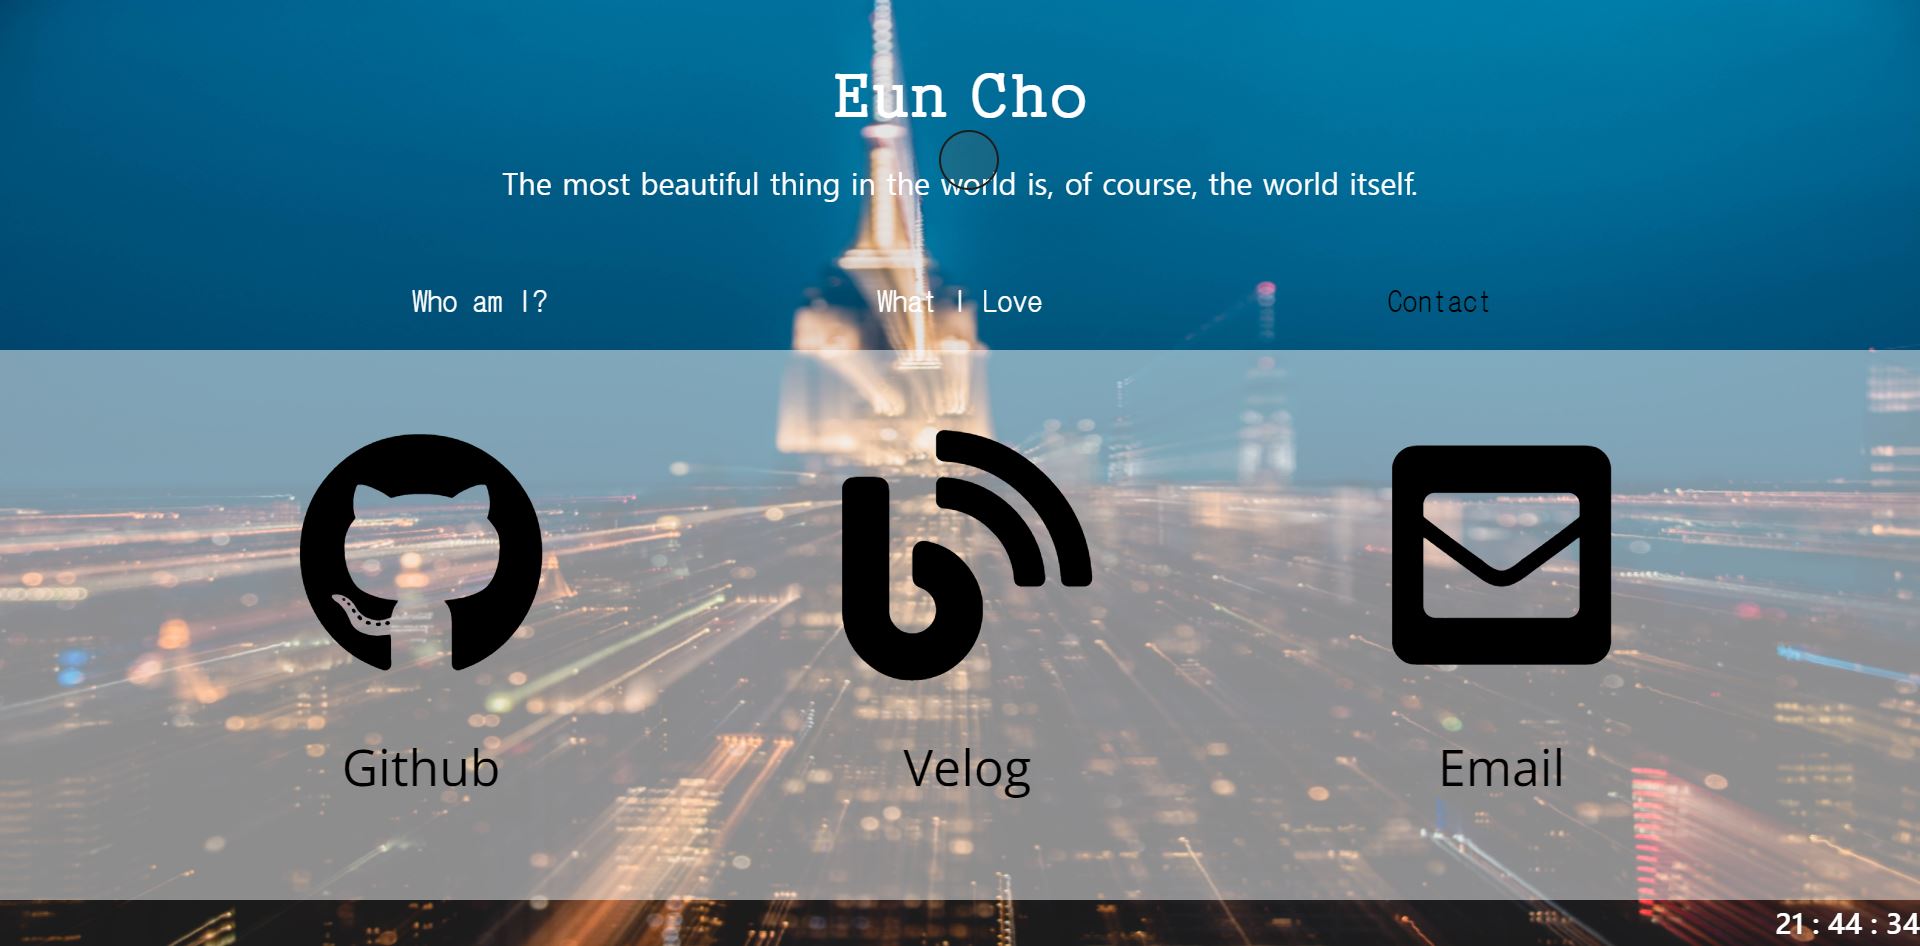 Eun Cho
The most beautiful thing in the world is, of course, the world itself.
Who am I? What I Love Contact
Github Velog Email
21 : 44 : 34